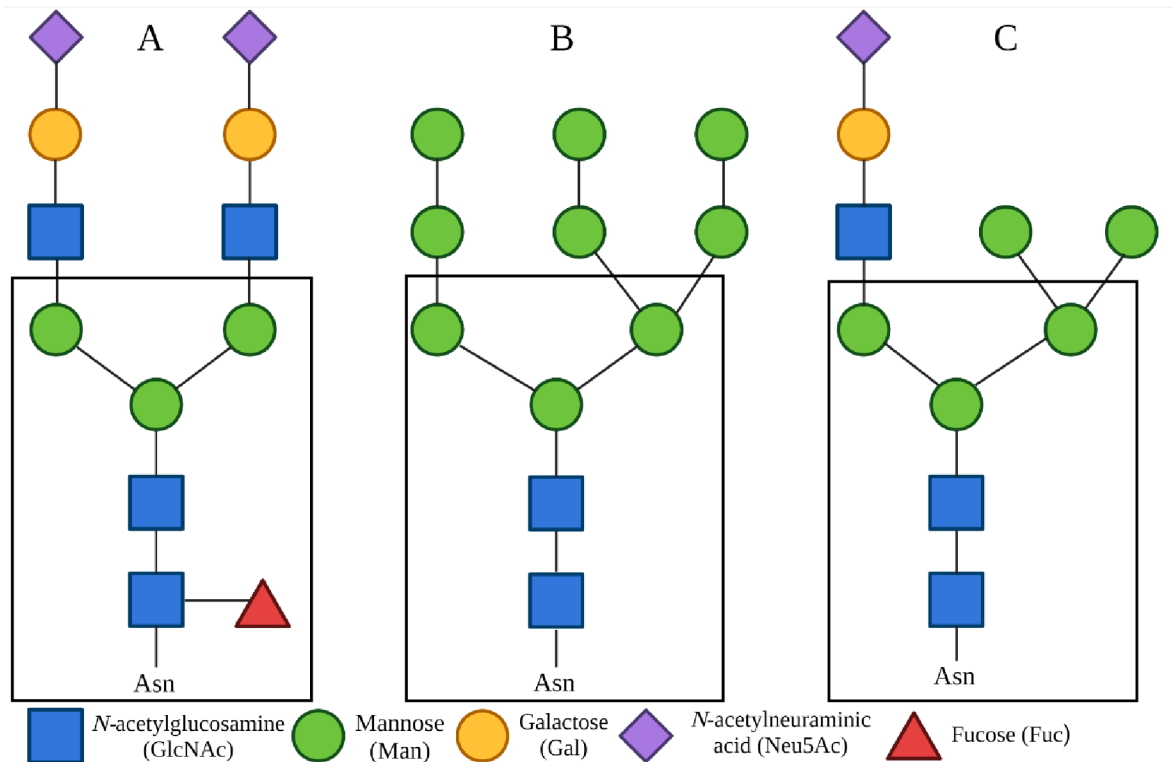 A
B
C
Asn
Asn
Asn
N-acetylglucosamine
(GlcNAc)
Mannose
(Man)
Galactose
(Gal)
N-acetylneuraminic
acid (Neu5Ac)
Fucose (Fuc)